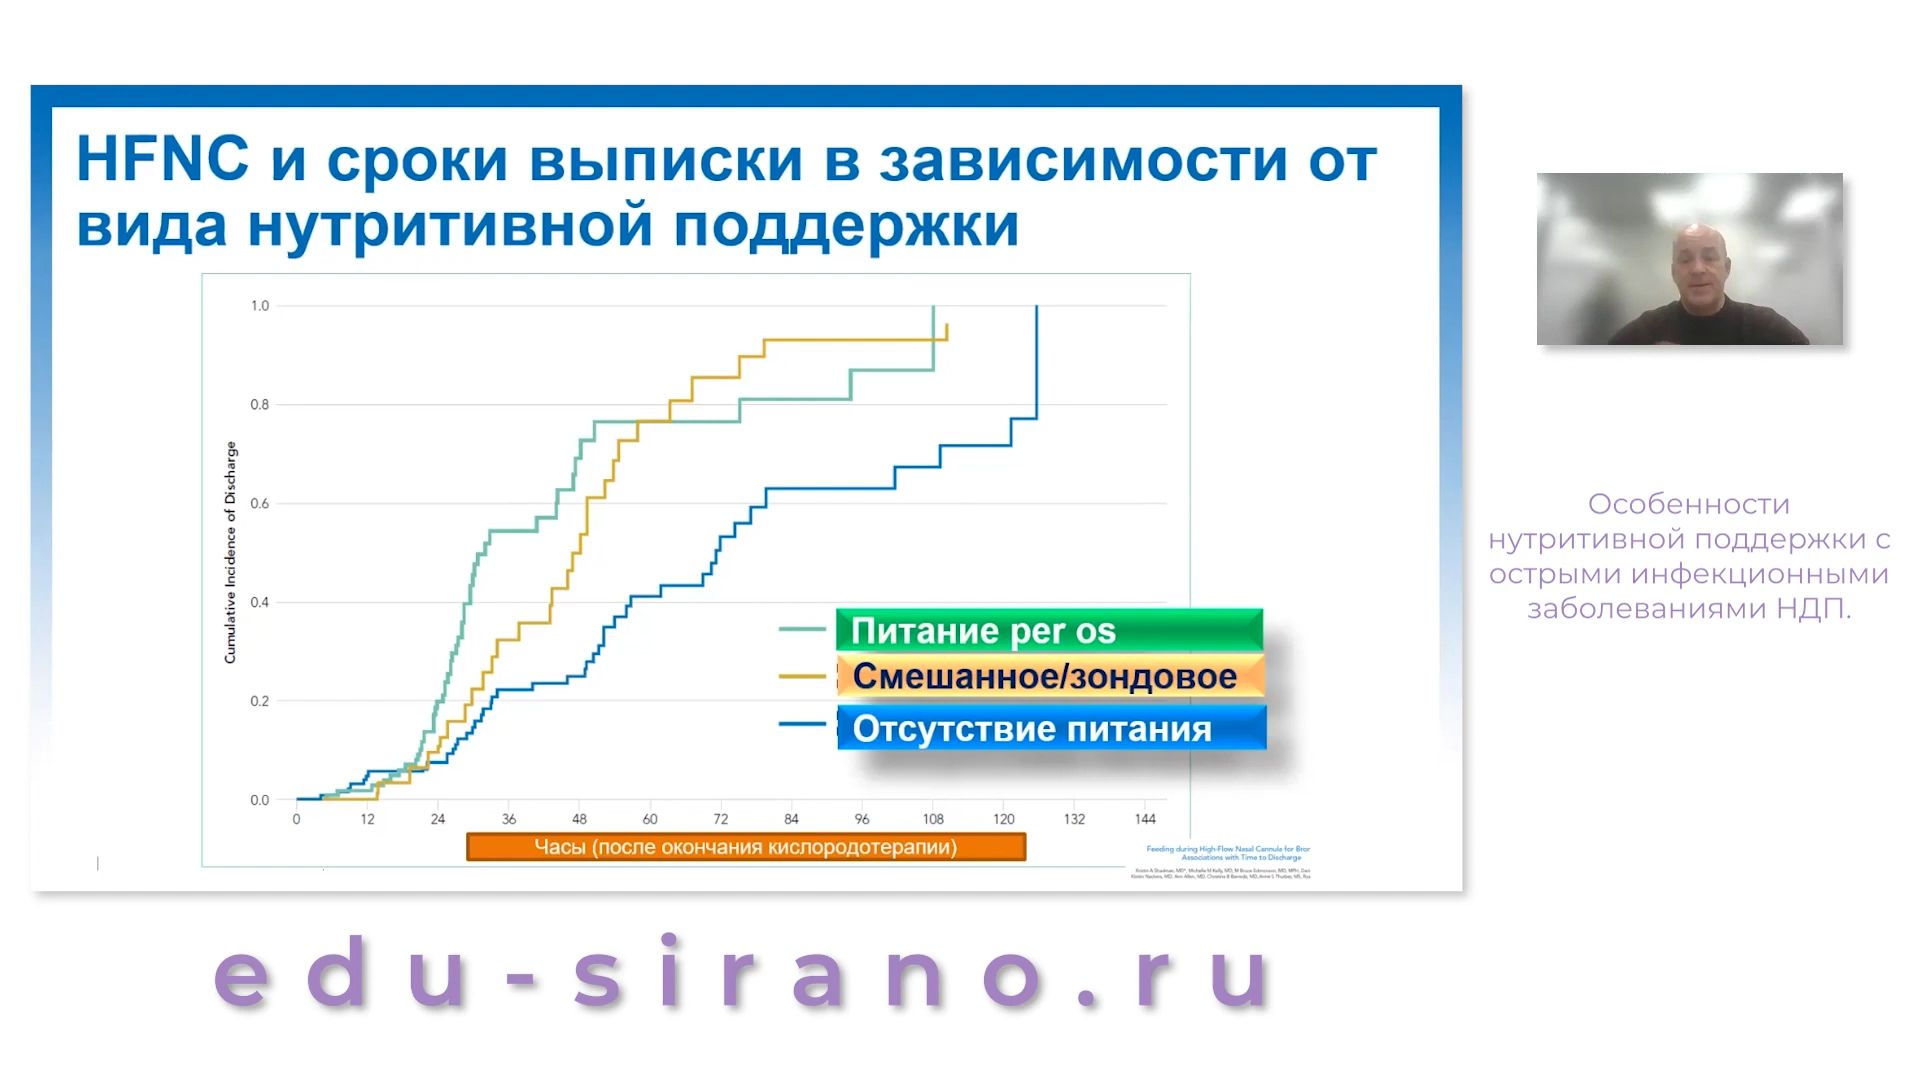 HFNC и сроки выписки в зависимости от
вида нутритивной поддержки
Cumulative Incidence of Discharge
1.0
0.8
0.6
0.4
0.2
0.0
0 12 24 36 48 60 72 84 96 108 120 132 144
Питание per os
Смешанное/зондовое
Отсутствие питания
Часы (после окончания кислородотерапии)
Feeding during High-Flow Nasal Cannula for Bror
Associations with Time to Discharge
Особенности
нутритивной поддержки с
острыми инфекционными
заболеваниями НДП.
edu-sirano.ru